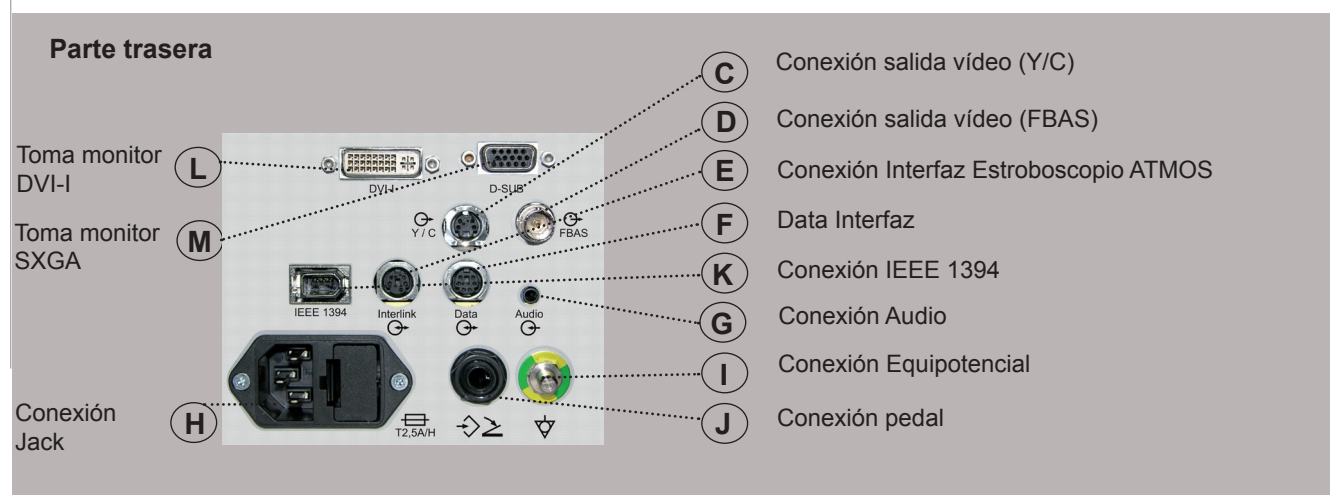 Parte trasera
Toma monitor
DVI-I
L
Toma monitor
SXGA
M
Conexión
Jack
H
DVI-I
D-SUB
Y / C
FBAS
IEEE 1394
Interlink
Data
Audio
T2,5A/H
C
Conexión salida vídeo (Y/C)
D
Conexión salida vídeo (FBAS)
E
Conexión Interfaz Estroboscopio ATMOS
F
Data Interfaz
K
Conexión IEEE 1394
G
Conexión Audio
I
Conexión Equipotencial
J
Conexión pedal